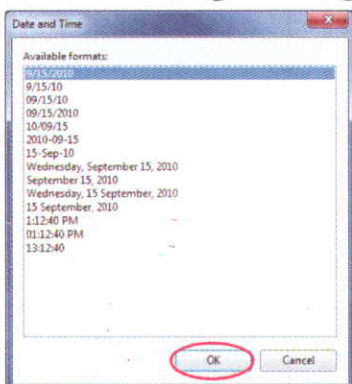 Date and Time
Available formats:
9/15/2010
9/15/10
09/15/10
09/15/2010
10/09/15
2010-09-15
15-Sep-10
Wednesday, September 15, 2010
September 15, 2010
Wednesday, 15 September, 2010
15 September, 2010
1:12:40 PM
01:12:40 PM
13:12:40
OK
Cancel